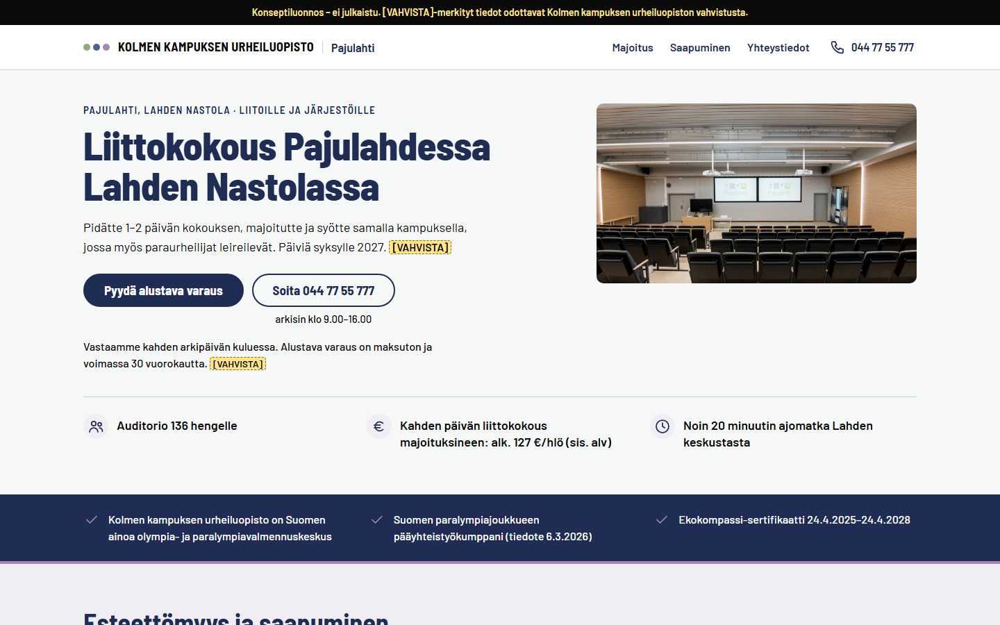 Konseptiluonnos – ei julkaistu. [VAHVISTA]-merkityt tiedot odottavat Kolmen kampuksen urheiluopiston vahvistusta.
KOLMEN KAMPUKSEN URHEILUOPISTO Pajulahti
Majoitus Saapuminen Yhteystiedot 044 77 55 777
PAJULAHTI, LAHDEN NASTOLA · LIITOILLE JA JÄRJESTÖILLE
Liittokokous Pajulahdessa
Lahden Nastolassa
Pidätte 1–2 päivän kokouksen, majoitutte ja syötte samalla kampuksella,
jossa myös paraurheilijat leireilevät. Päiviä syksylle 2027. [VAHVISTA]
Pyydä alustava varaus
Soita 044 77 55 777
arkisin klo 9.00–16.00
Vastaamme kahden arkipäivän kuluessa. Alustava varaus on maksuton ja
voimassa 30 vuorokautta. [VAHVISTA]
Pajulahti Pajulahti
Auditorio 136 hengelle
Kahden päivän liittokokous
majoituksineen: alk. 127 €/hlö (sis. alv)
Noin 20 minuutin ajomatka Lahden
keskustasta
Kolmen kampuksen urheiluopisto on Suomen
ainoa olympia- ja paralympiavalmennuskeskus
Suomen paralympiajoukkueen
pääyhteistyökumppani (tiedote 6.3.2026)
Ekokompassi-sertifikaatti 24.4.2025–24.4.2028
Esteettömyys ja saapuminen